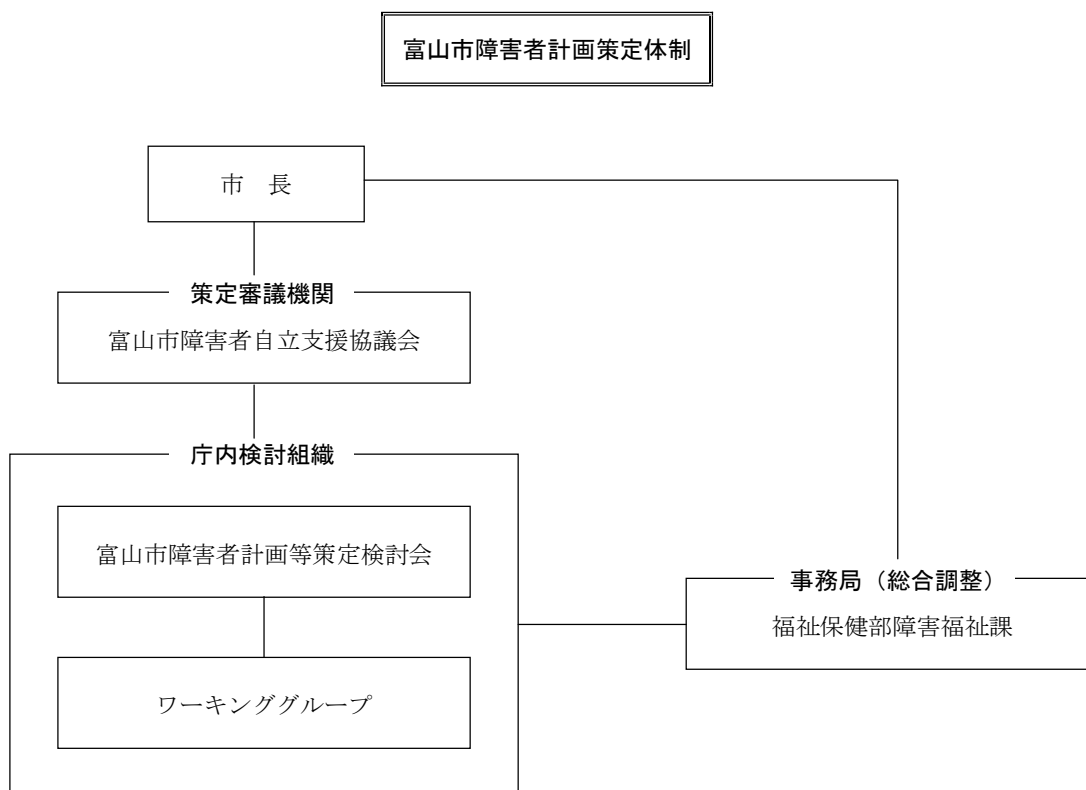 富山市障害者計画策定体制
市　長
策定審議機関
富山市障害者自立支援協議会
庁内検討組織
富山市障害者計画等策定検討会
ワーキンググループ
事務局（総合調整）
福祉保健部障害福祉課